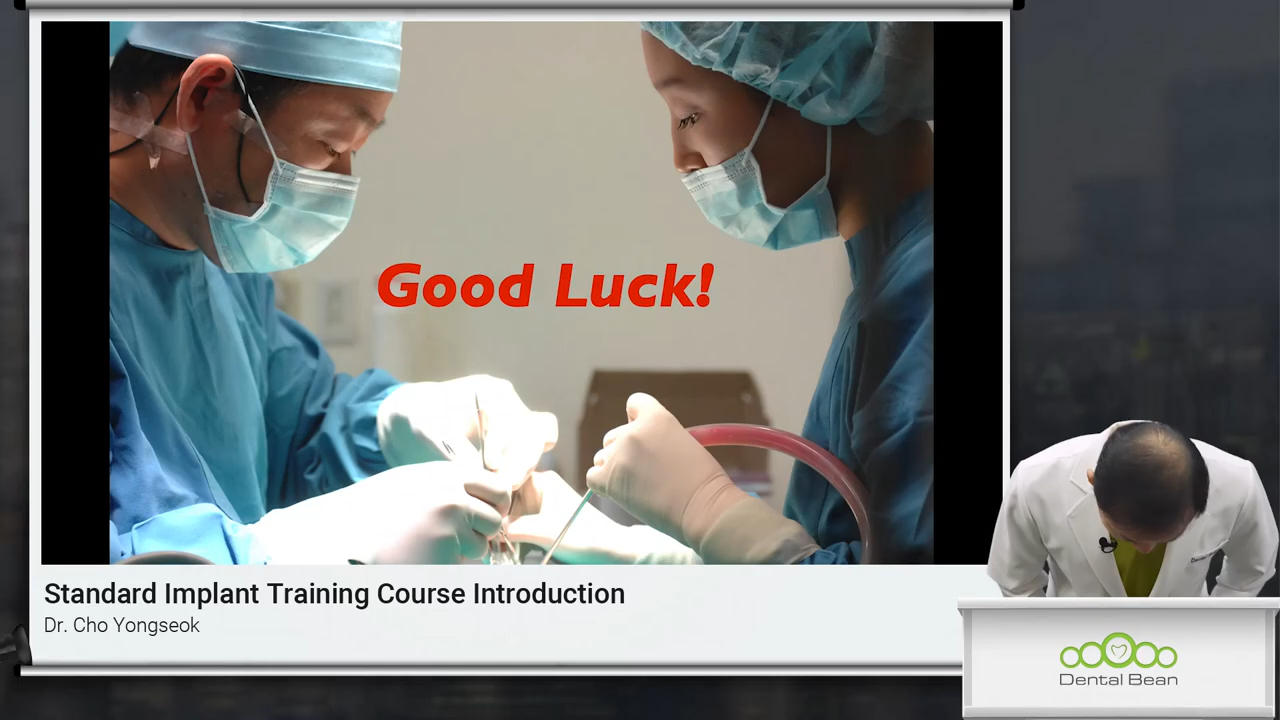 Good Luck!
Standard Implant Training Course Introduction
Dr. Cho Yongseok
Dental Bean